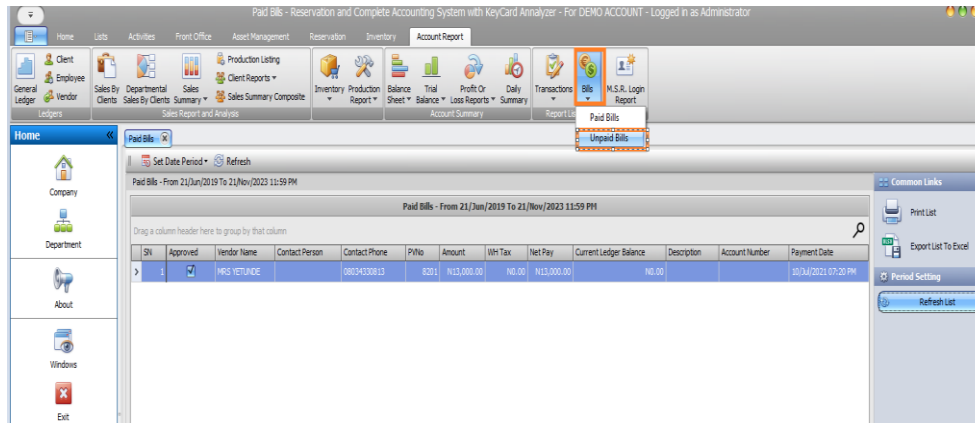 Paid Bills - Reservation and Complete Accounting System with KeyCard Annalyzer - For DEMO ACCOUNT - Logged in as Administrator
Home Lists Activities Front Office Asset Management Reservation Inventory Account Report
General Ledger
Client
Employee
Vendor
Ledgers
Sales By Clients
Departmental Sales By Clients
Sales Summary
Production Listing
Client Reports
Sales Summary Composite
Sales Report and Analysis
Inventory
Production Report
Balance Sheet
Trial Balance
Profit Or Loss Reports
Daily Summary
Account Summary
Transactions
Bills
M.S.R. Login Report
Paid Bills
Unpaid Bills
Home
Company
Department
About
Windows
Exit
Paid Bills
Set Date Period Refresh
Paid Bills - From 21/Jun/2019 To 21/Nov/2023 11:59 PM
Paid Bills - From 21/Jun/2019 To 21/Nov/2023 11:59 PM
Drag a column header here to group by that column
SN Approved Vendor Name Contact Person Contact Phone PVNo Amount WH Tax Net Pay Current Ledger Balance Description Account Number Payment Date
1 MRS YETUNDE 08034530813 8201 N13,000.00 N0.00 N13,000.00 N0.00 10/Jul/2021 07:20 PM
Common Links
Print List
Export List To Excel
Period Setting
Refresh List